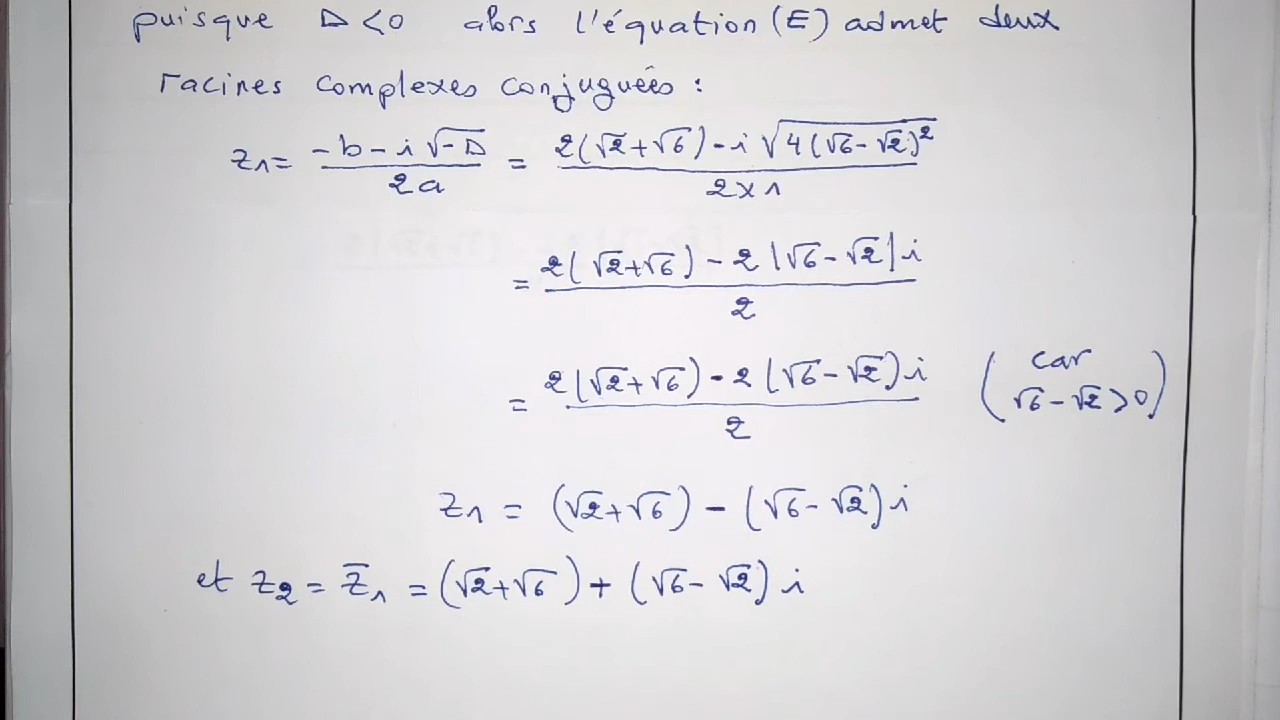 puisque Δ<0 alors l'équation (E) admet deux
racines complexes conjuguées :
z₁ = (-b - i√-Δ) / 2a = (2(√2+√6) - i√(4(√6-√2)²)) / 2×1
= (2(√2+√6) - 2|√6-√2|i) / 2
= (2(√2+√6) - 2(√6-√2)i) / 2 (car √6-√2>0)
z₁ = (√2+√6) - (√6-√2)i
et z₂ = z̄₁ = (√2+√6) + (√6-√2)i